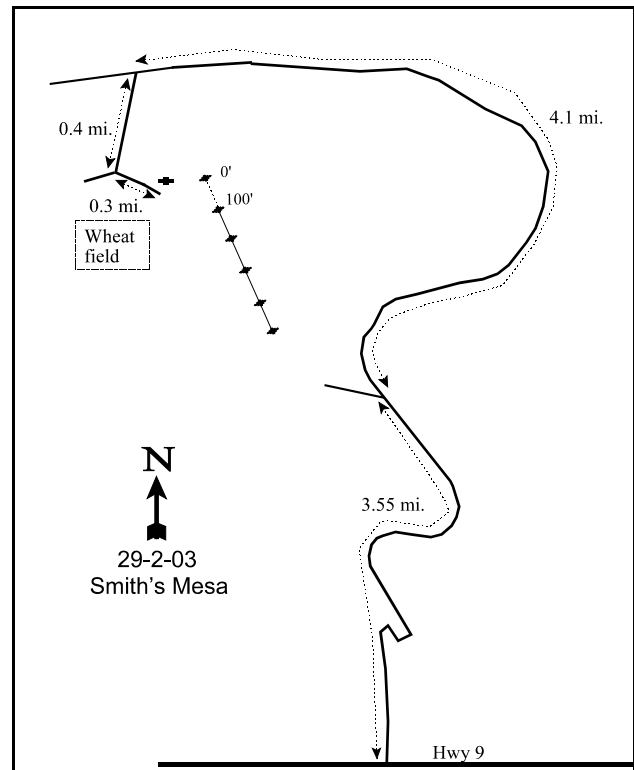 4.1 mi.
0.4 mi.
0'
100'
0.3 mi.
Wheat
field
N
3.55 mi.
29-2-03
Smith's Mesa
Hwy 9